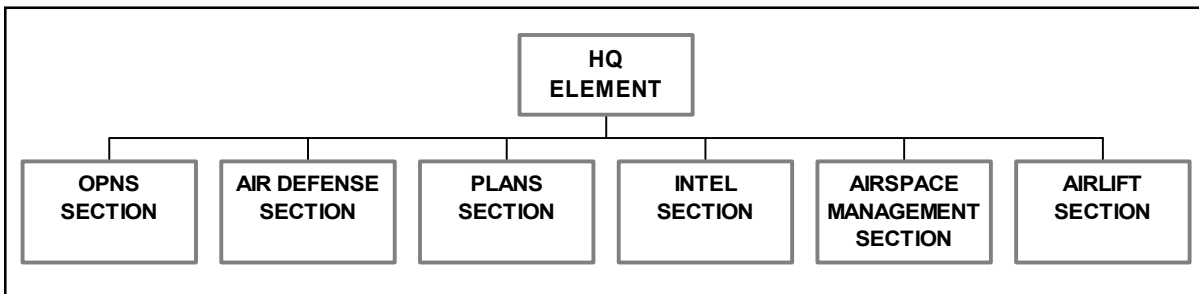 HQ
ELEMENT
OPNS
SECTION
AIR DEFENSE
SECTION
PLANS
SECTION
INTEL
SECTION
AIRSPACE
MANAGEMENT
SECTION
AIRLIFT
SECTION